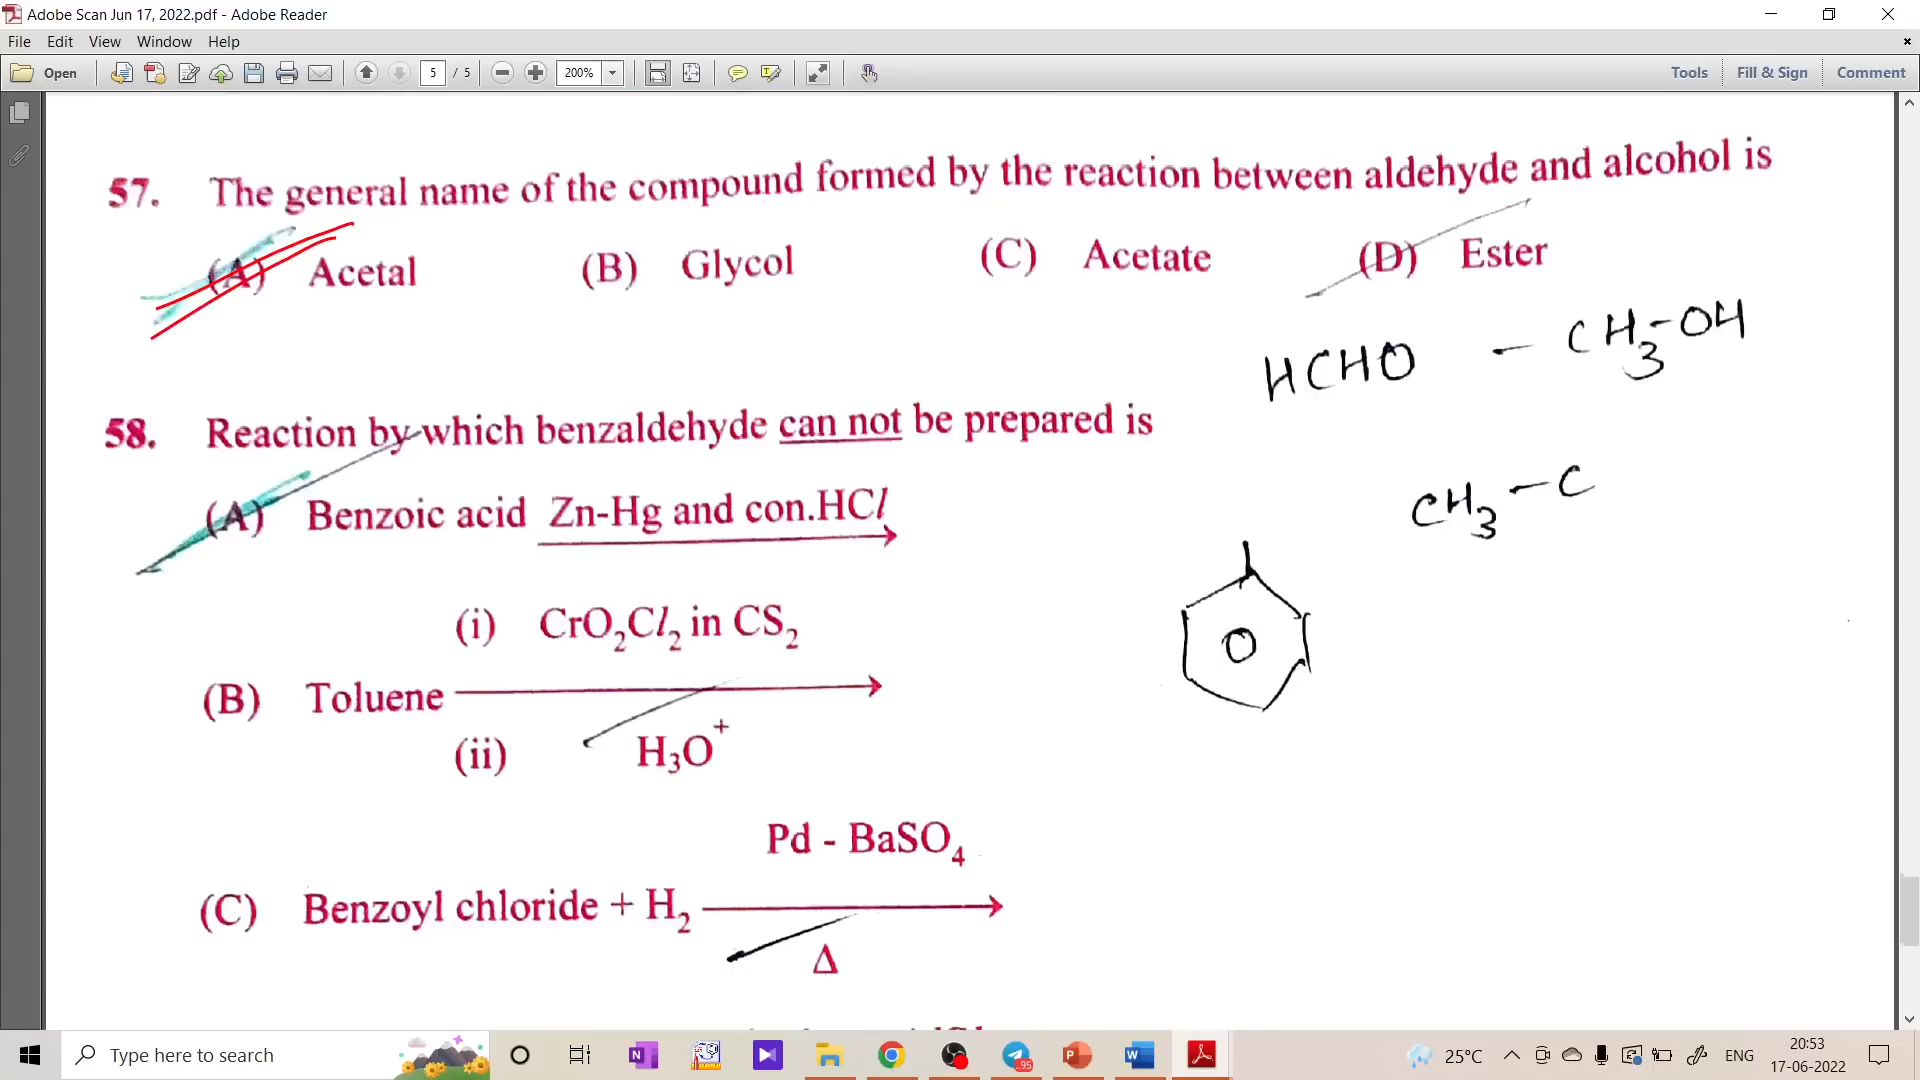 Adobe Scan Jun 17, 2022.pdf - Adobe Reader
File Edit View Window Help
Open 5 / 5 200% Tools Fill & Sign Comment
57. The general name of the compound formed by the reaction between aldehyde and alcohol is
(A) Acetal (B) Glycol (C) Acetate (D) Ester
HCHO — CH3-OH
58. Reaction by which benzaldehyde can not be prepared is
(A) Benzoic acid Zn-Hg and con.HCl
CH3-C
(i) CrO2Cl2 in CS2
O
(B) Toluene
(ii) H3O+
Pd - BaSO4
(C) Benzoyl chloride + H2
Δ
Type here to search
95
25°C ENG 20:53
17-06-2022